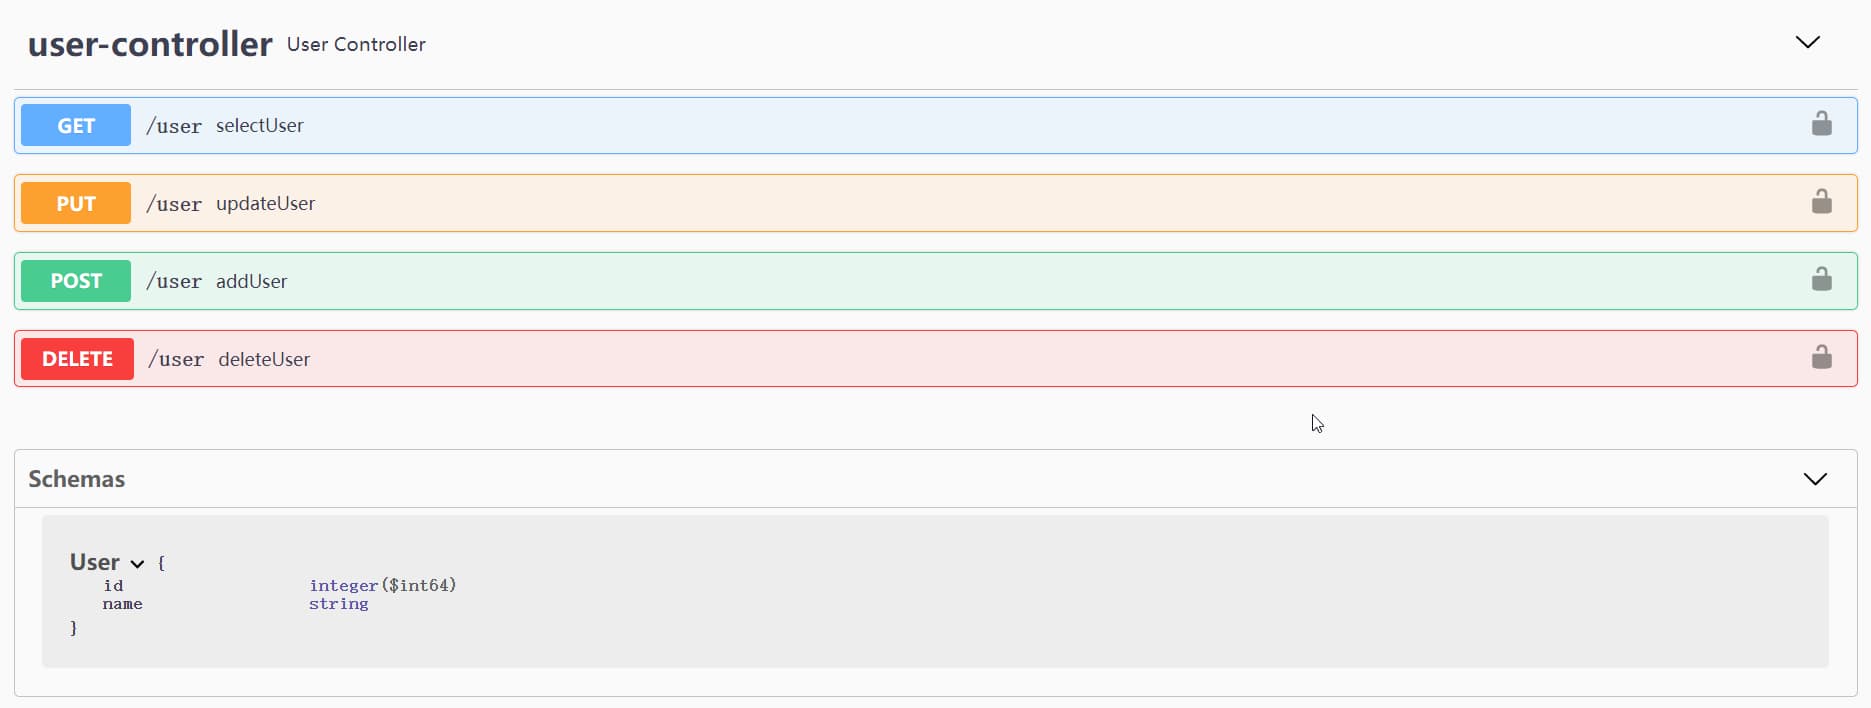 user-controller User Controller
GET /user selectUser
PUT /user updateUser
POST /user addUser
DELETE /user deleteUser
Schemas
User {
id integer($int64)
name string
}